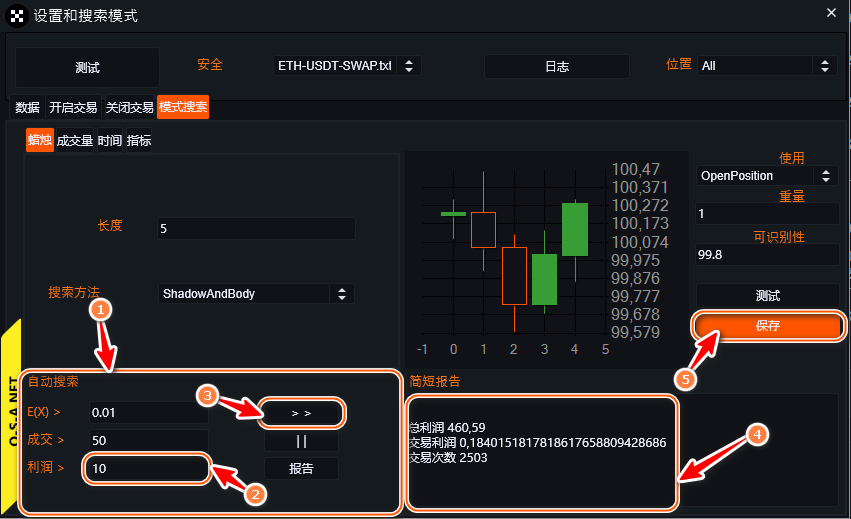 设置和搜索模式
测试
安全
ETH-USDT-SWAP.txt
日志
位置
All
数据
开启交易
关闭交易
模式搜索
蜡烛
成交量
时间
指标
长度
5
搜索方法
ShadowAndBody
100,47
100,371
100,272
100,173
100,074
99,975
99,876
99,777
99,678
99,579
-1 0 1 2 3 4 5
使用
OpenPosition
重量
1
可识别性
99.8
测试
保存
1
5
O-S-A.NET
自动搜索
E(X) >
0.01
3
> >
成交 >
50
| |
利润 >
10
报告
2
简短报告
总利润 460,59
交易利润 0,1840151817818617658809428686
交易次数 2503
4